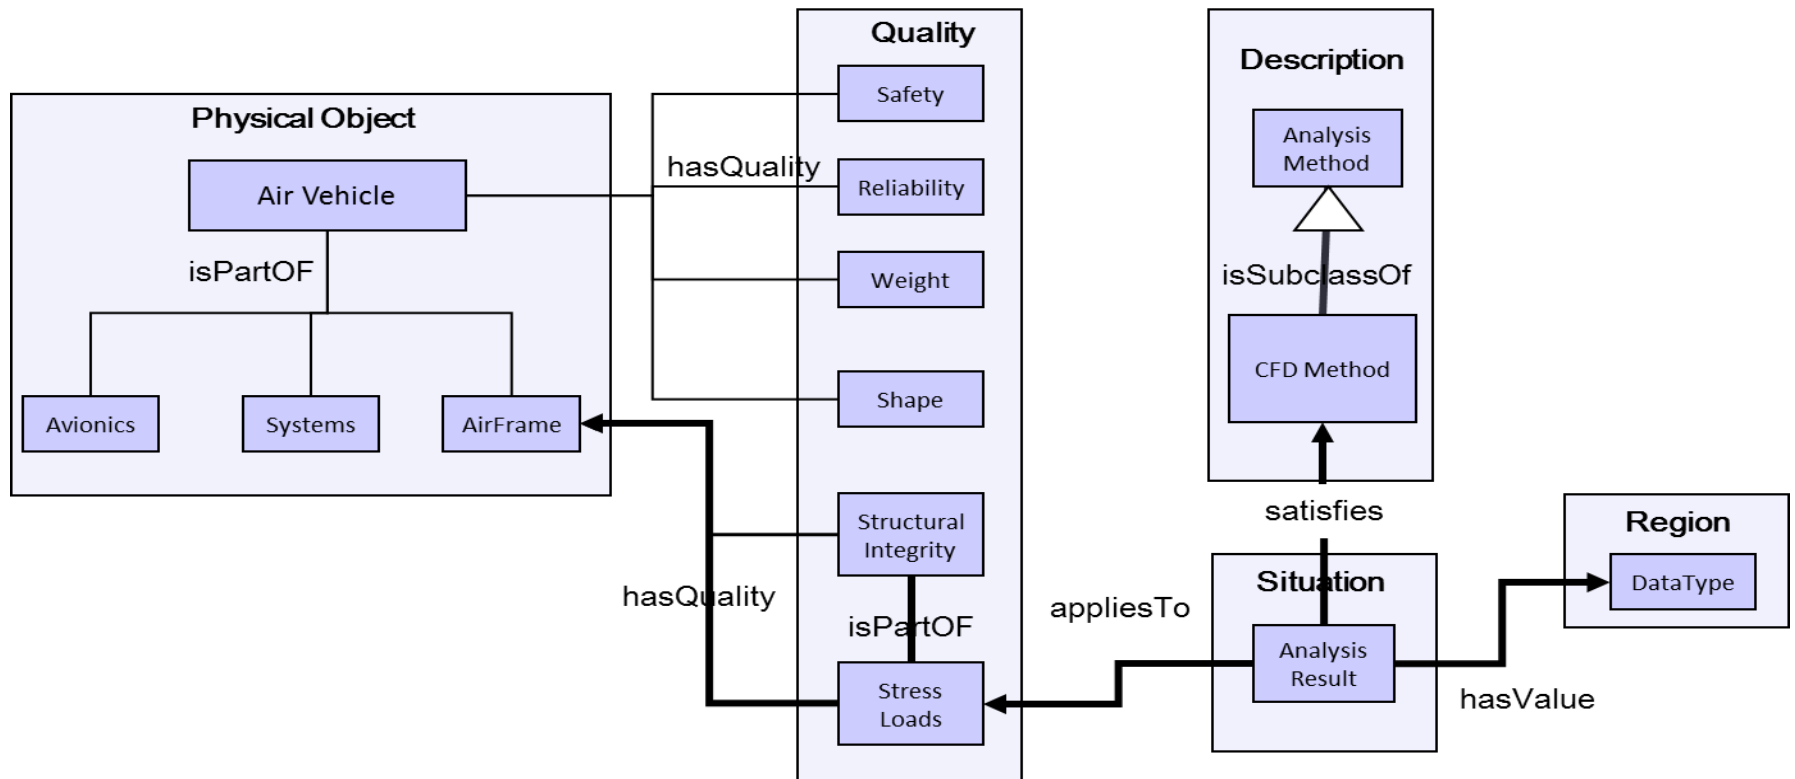 Quality
Description
Safety
Physical Object
Analysis
Method
hasQuality
Reliability
Air Vehicle
isPartOF
Weight
isSubclassOf
CFD Method
Shape
Avionics
Systems
AirFrame
satisfies
Structural
Integrity
Region
Situation
DataType
hasQuality
appliesTo
isPartOF
Analysis
Result
Stress
Loads
hasValue